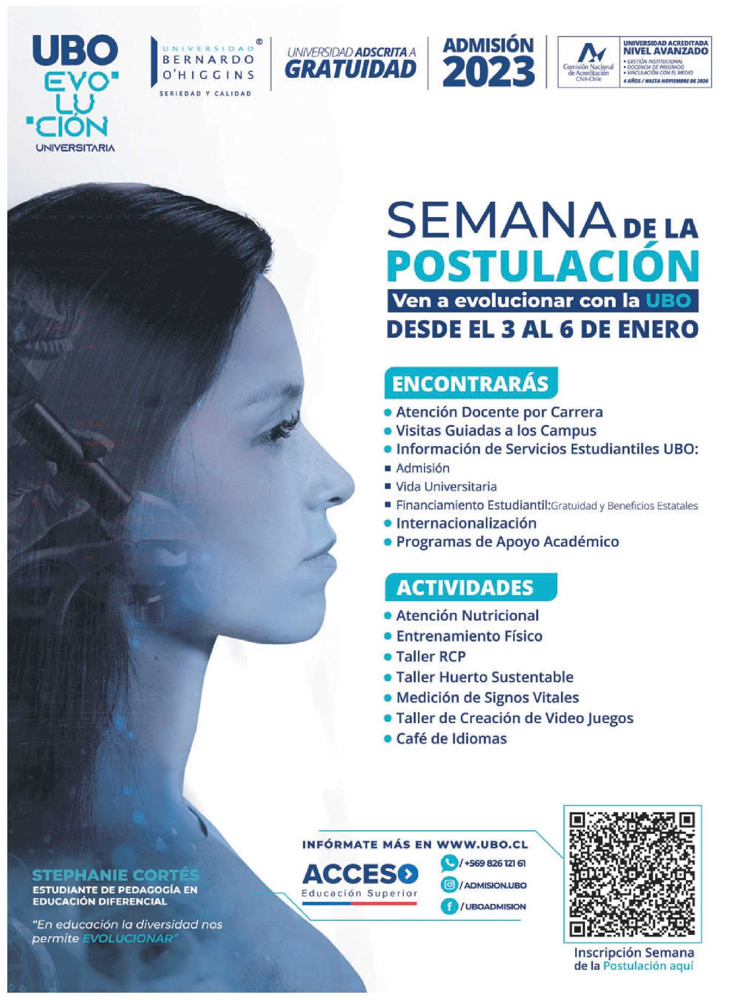 UBO
EVO
LU
CIÓN
UNIVERSITARIA
UNIVERSIDAD ®
BERNARDO
O'HIGGINS
SERIEDAD Y CALIDAD
UNIVERSIDAD ADSCRITA A
GRATUIDAD
ADMISIÓN
2023
Comisión Nacional
de Acreditación
CNA-Chile
UNIVERSIDAD ACREDITADA
NIVEL AVANZADO
• GESTIÓN INSTITUCIONAL
• DOCENCIA DE PREGRADO
• VINCULACIÓN CON EL MEDIO
4 AÑOS / HASTA NOVIEMBRE DE 2026
SEMANA DE LA
POSTULACIÓN
Ven a evolucionar con la UBO
DESDE EL 3 AL 6 DE ENERO
ENCONTRARÁS
• Atención Docente por Carrera
• Visitas Guiadas a los Campus
• Información de Servicios Estudiantiles UBO:
▪ Admisión
▪ Vida Universitaria
▪ Financiamiento Estudiantil:Gratuidad y Beneficios Estatales
• Internacionalización
• Programas de Apoyo Académico
ACTIVIDADES
• Atención Nutricional
• Entrenamiento Físico
• Taller RCP
• Taller Huerto Sustentable
• Medición de Signos Vitales
• Taller de Creación de Video Juegos
• Café de Idiomas
STEPHANIE CORTÉS
ESTUDIANTE DE PEDAGOGÍA EN
EDUCACIÓN DIFERENCIAL
"En educación la diversidad nos
permite EVOLUCIONAR"
INFÓRMATE MÁS EN WWW.UBO.CL
ACCESO
Educación Superior
/ +569 826 121 61
/ ADMISION.UBO
/ UBOADMISION
Inscripción Semana
de la Postulación aquí